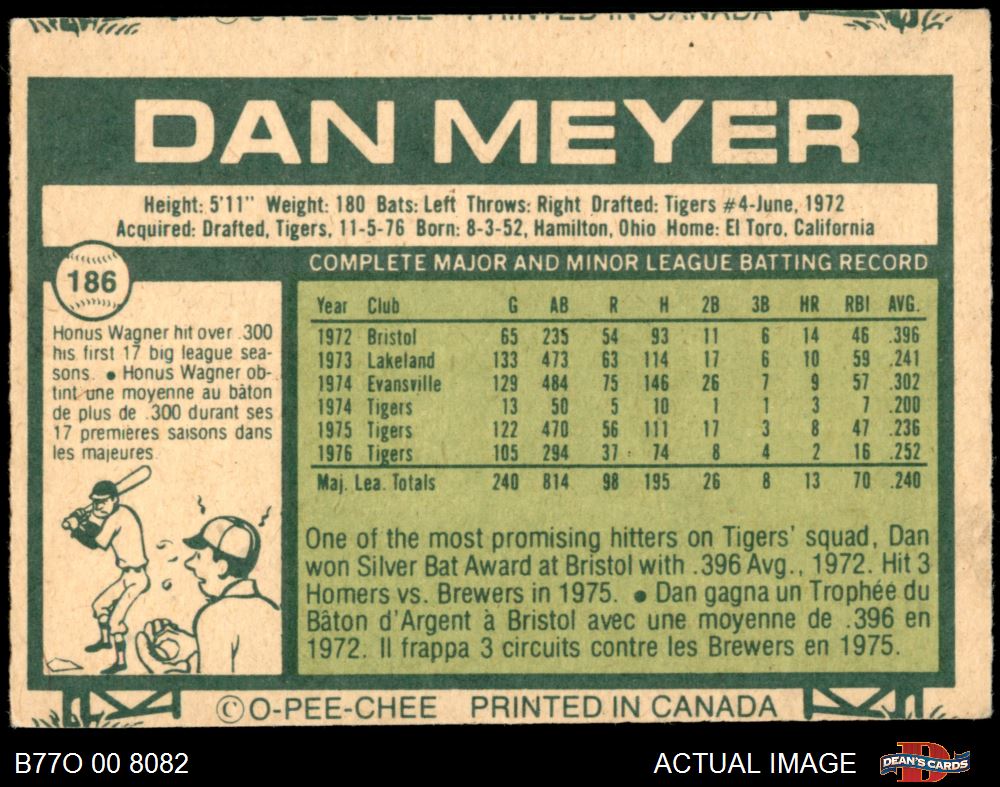 ©O-PEE-CHEE PRINTED IN CANADA
DAN MEYER
Height: 5'11" Weight: 180 Bats: Left Throws: Right Drafted: Tigers #4-June, 1972
Acquired: Drafted, Tigers, 11-5-76 Born: 8-3-52, Hamilton, Ohio Home: El Toro, California
186
COMPLETE MAJOR AND MINOR LEAGUE BATTING RECORD
Honus Wagner hit over .300
his first 17 big league sea-
sons. ● Honus Wagner ob-
tint une moyenne au bâton
de plus de .300 durant ses
17 premières saisons dans
les majeures.
Year Club G AB R H 2B 3B HR RBI AVG.
1972 Bristol 65 235 54 93 11 6 14 46 .396
1973 Lakeland 133 473 63 114 17 6 10 59 .241
1974 Evansville 129 484 75 146 26 7 9 57 .302
1974 Tigers 13 50 5 10 1 1 3 7 .200
1975 Tigers 122 470 56 111 17 3 8 47 .236
1976 Tigers 105 294 37 74 8 4 2 16 .252
Maj. Lea. Totals 240 814 98 195 26 8 13 70 .240
One of the most promising hitters on Tigers' squad, Dan
won Silver Bat Award at Bristol with .396 Avg., 1972. Hit 3
Homers vs. Brewers in 1975. ● Dan gagna un Trophée du
Bâton d'Argent à Bristol avec une moyenne de .396 en
1972. Il frappa 3 circuits contre les Brewers en 1975.
©O-PEE-CHEE PRINTED IN CANADA
B77O 00 8082
ACTUAL IMAGE
DEAN'S CARDS